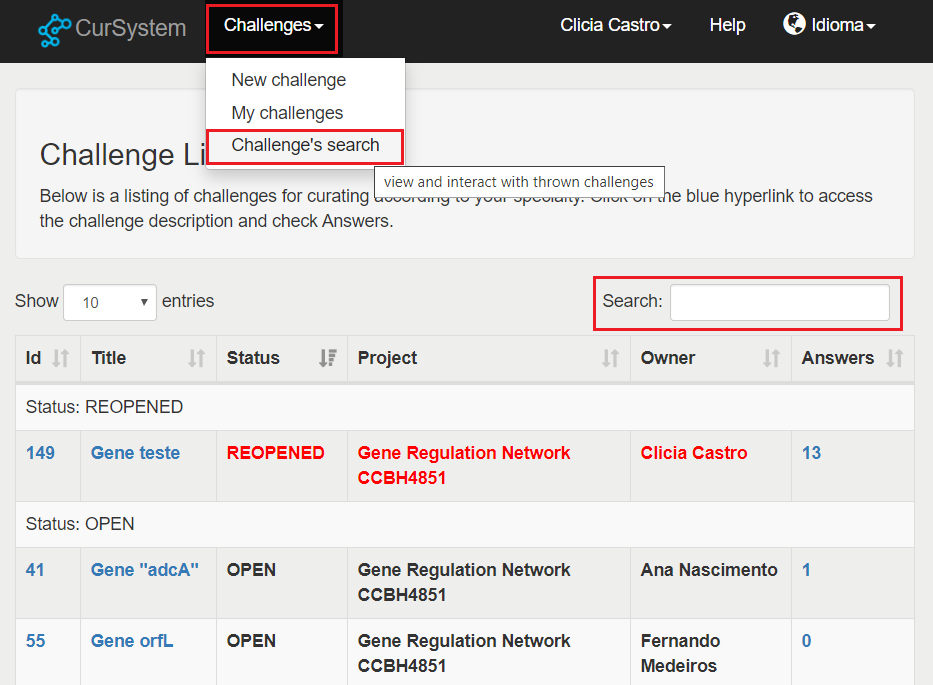 CurSystem
Challenges
Clicia Castro
Help
Idioma
New challenge
My challenges
Challenge's search
view and interact with thrown challenges
Challenge Li
Below is a listing of challenges for curating according to your specialty. Click on the blue hyperlink to access
the challenge description and check Answers.
Show 10 entries
Search:
Id Title Status Project Owner Answers
Status: REOPENED
149 Gene teste REOPENED Gene Regulation Network Clicia Castro 13
CCBH4851
Status: OPEN
41 Gene "adcA" OPEN Gene Regulation Network Ana Nascimento 1
CCBH4851
55 Gene orfL OPEN Gene Regulation Network Fernando 0
CCBH4851 Medeiros